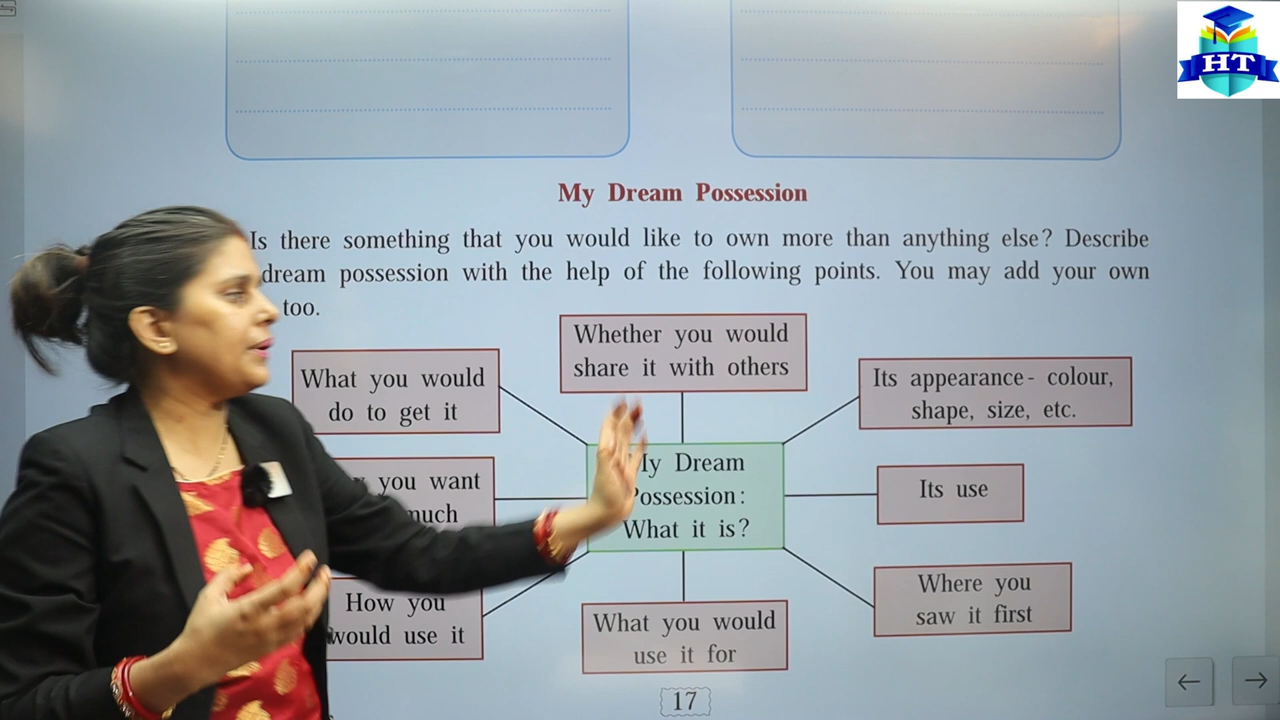 HT
My Dream Possession
Is there something that you would like to own more than anything else? Describe
dream possession with the help of the following points. You may add your own
too.
Whether you would
share it with others
What you would
do to get it
Its appearance - colour,
shape, size, etc.
you want
much
My Dream
Possession:
What it is?
Its use
How you
would use it
What you would
use it for
Where you
saw it first
17